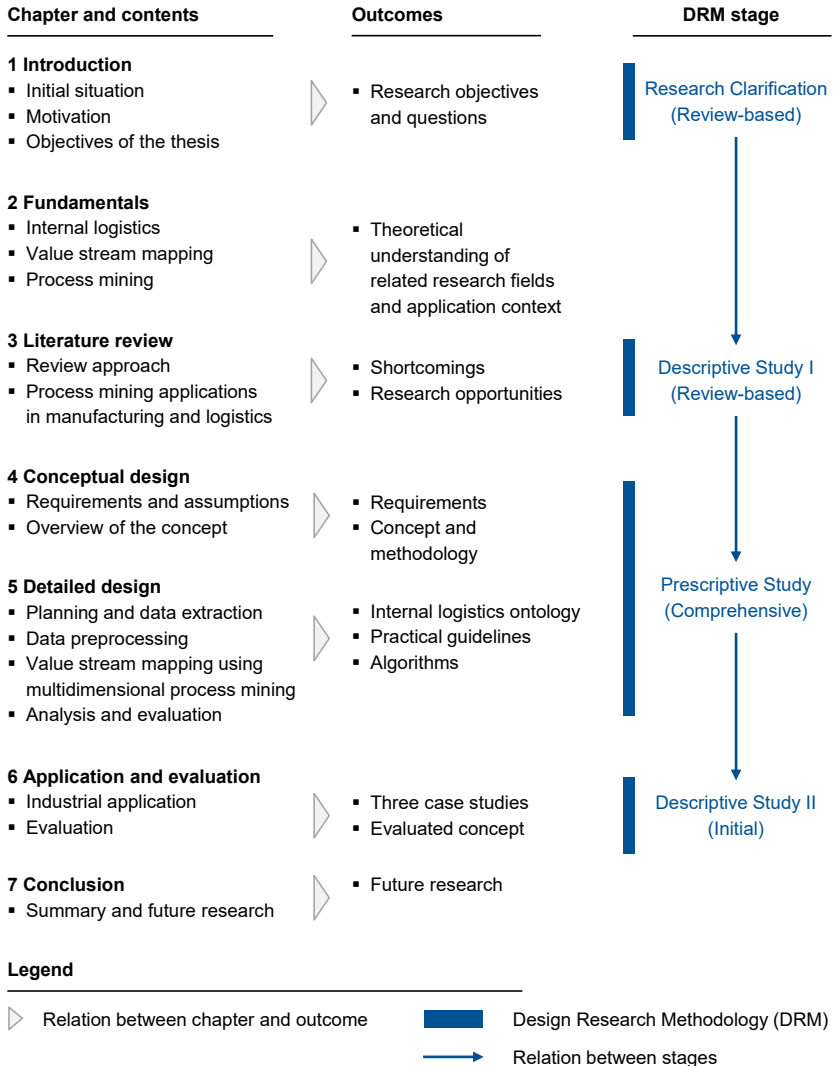 Chapter and contents
Outcomes
DRM stage
1 Introduction
▪ Initial situation
▪ Motivation
▪ Objectives of the thesis
▪ Research objectives
and questions
Research Clarification
(Review-based)
2 Fundamentals
▪ Internal logistics
▪ Value stream mapping
▪ Process mining
▪ Theoretical
understanding of
related research fields
and application context
3 Literature review
▪ Review approach
▪ Process mining applications
in manufacturing and logistics
▪ Shortcomings
▪ Research opportunities
Descriptive Study I
(Review-based)
4 Conceptual design
▪ Requirements and assumptions
▪ Overview of the concept
▪ Requirements
▪ Concept and
methodology
5 Detailed design
▪ Planning and data extraction
▪ Data preprocessing
▪ Value stream mapping using
multidimensional process mining
▪ Analysis and evaluation
▪ Internal logistics ontology
▪ Practical guidelines
▪ Algorithms
Prescriptive Study
(Comprehensive)
6 Application and evaluation
▪ Industrial application
▪ Evaluation
▪ Three case studies
▪ Evaluated concept
Descriptive Study II
(Initial)
7 Conclusion
▪ Summary and future research
▪ Future research
Legend
Relation between chapter and outcome
Design Research Methodology (DRM)
Relation between stages